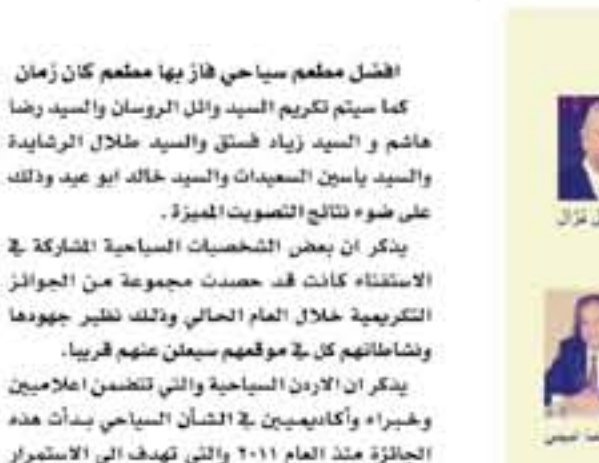 افضل مطعم سياحي فاز بها مطعم كان زمان
كما سيتم تكريم السيد وائل الروسان والسيد رضا
هاشم و السيد زياد فستق والسيد طلال الرشايدة
والسيد ياسين السعيدات والسيد خالد ابو عيد وذلك
على ضوء نتائج التصويت المميزة .
يذكر ان بعض الشخصيات السياحية المشاركة في
الاستفتاء كانت قد حصدت مجموعة من الجوائز
التكريمية خلال العام الحالي وذلك نظير جهودها
ونشاطاتهم كل في موقعهم سيعلن عنهم قريبا.
يذكر ان الاردن السياحية والتي تتضمن اعلاميين
وخبراء وأكاديميين في الشأن السياحي بدأت هذه
الجائزة منذ العام ٢٠١١ والتي تهدف الى الاستمرار